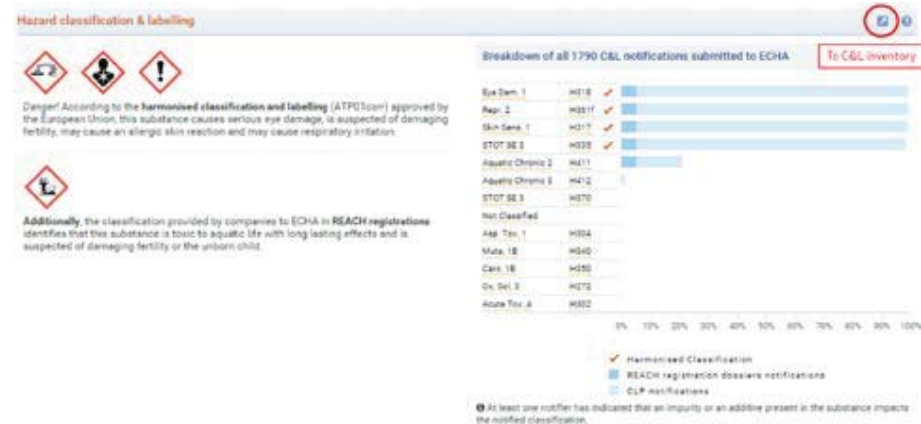 Hazard classification & labelling
Danger! According to the harmonised classification and labelling (ATP01corr) approved by
the European Union, this substance causes serious eye damage, is suspected of damaging
fertility, may cause an allergic skin reaction and may cause respiratory irritation.
Additionally, the classification provided by companies to ECHA in REACH registrations
identifies that this substance is toxic to aquatic life with long lasting effects and is
suspected of damaging fertility or the unborn child.
Breakdown of all 1790 C&L notifications submitted to ECHA
To C&L inventory
Eye Dam. 1 H318
Repr. 2 H361f
Skin Sens. 1 H317
STOT SE 3 H335
Aquatic Chronic 2 H411
Aquatic Chronic 3 H412
STOT SE 3 H370
Not Classified
Asp. Tox. 1 H304
Muta. 1B H340
Carc. 1B H350
Ox. Sol. 3 H272
Acute Tox. 4 H302
0% 10% 20% 30% 40% 50% 60% 70% 80% 90% 100%
Harmonised Classification
REACH registration dossiers notifications
CLP notifications
At least one notifier has indicated that an impurity or an additive present in the substance impacts
the notified classification.